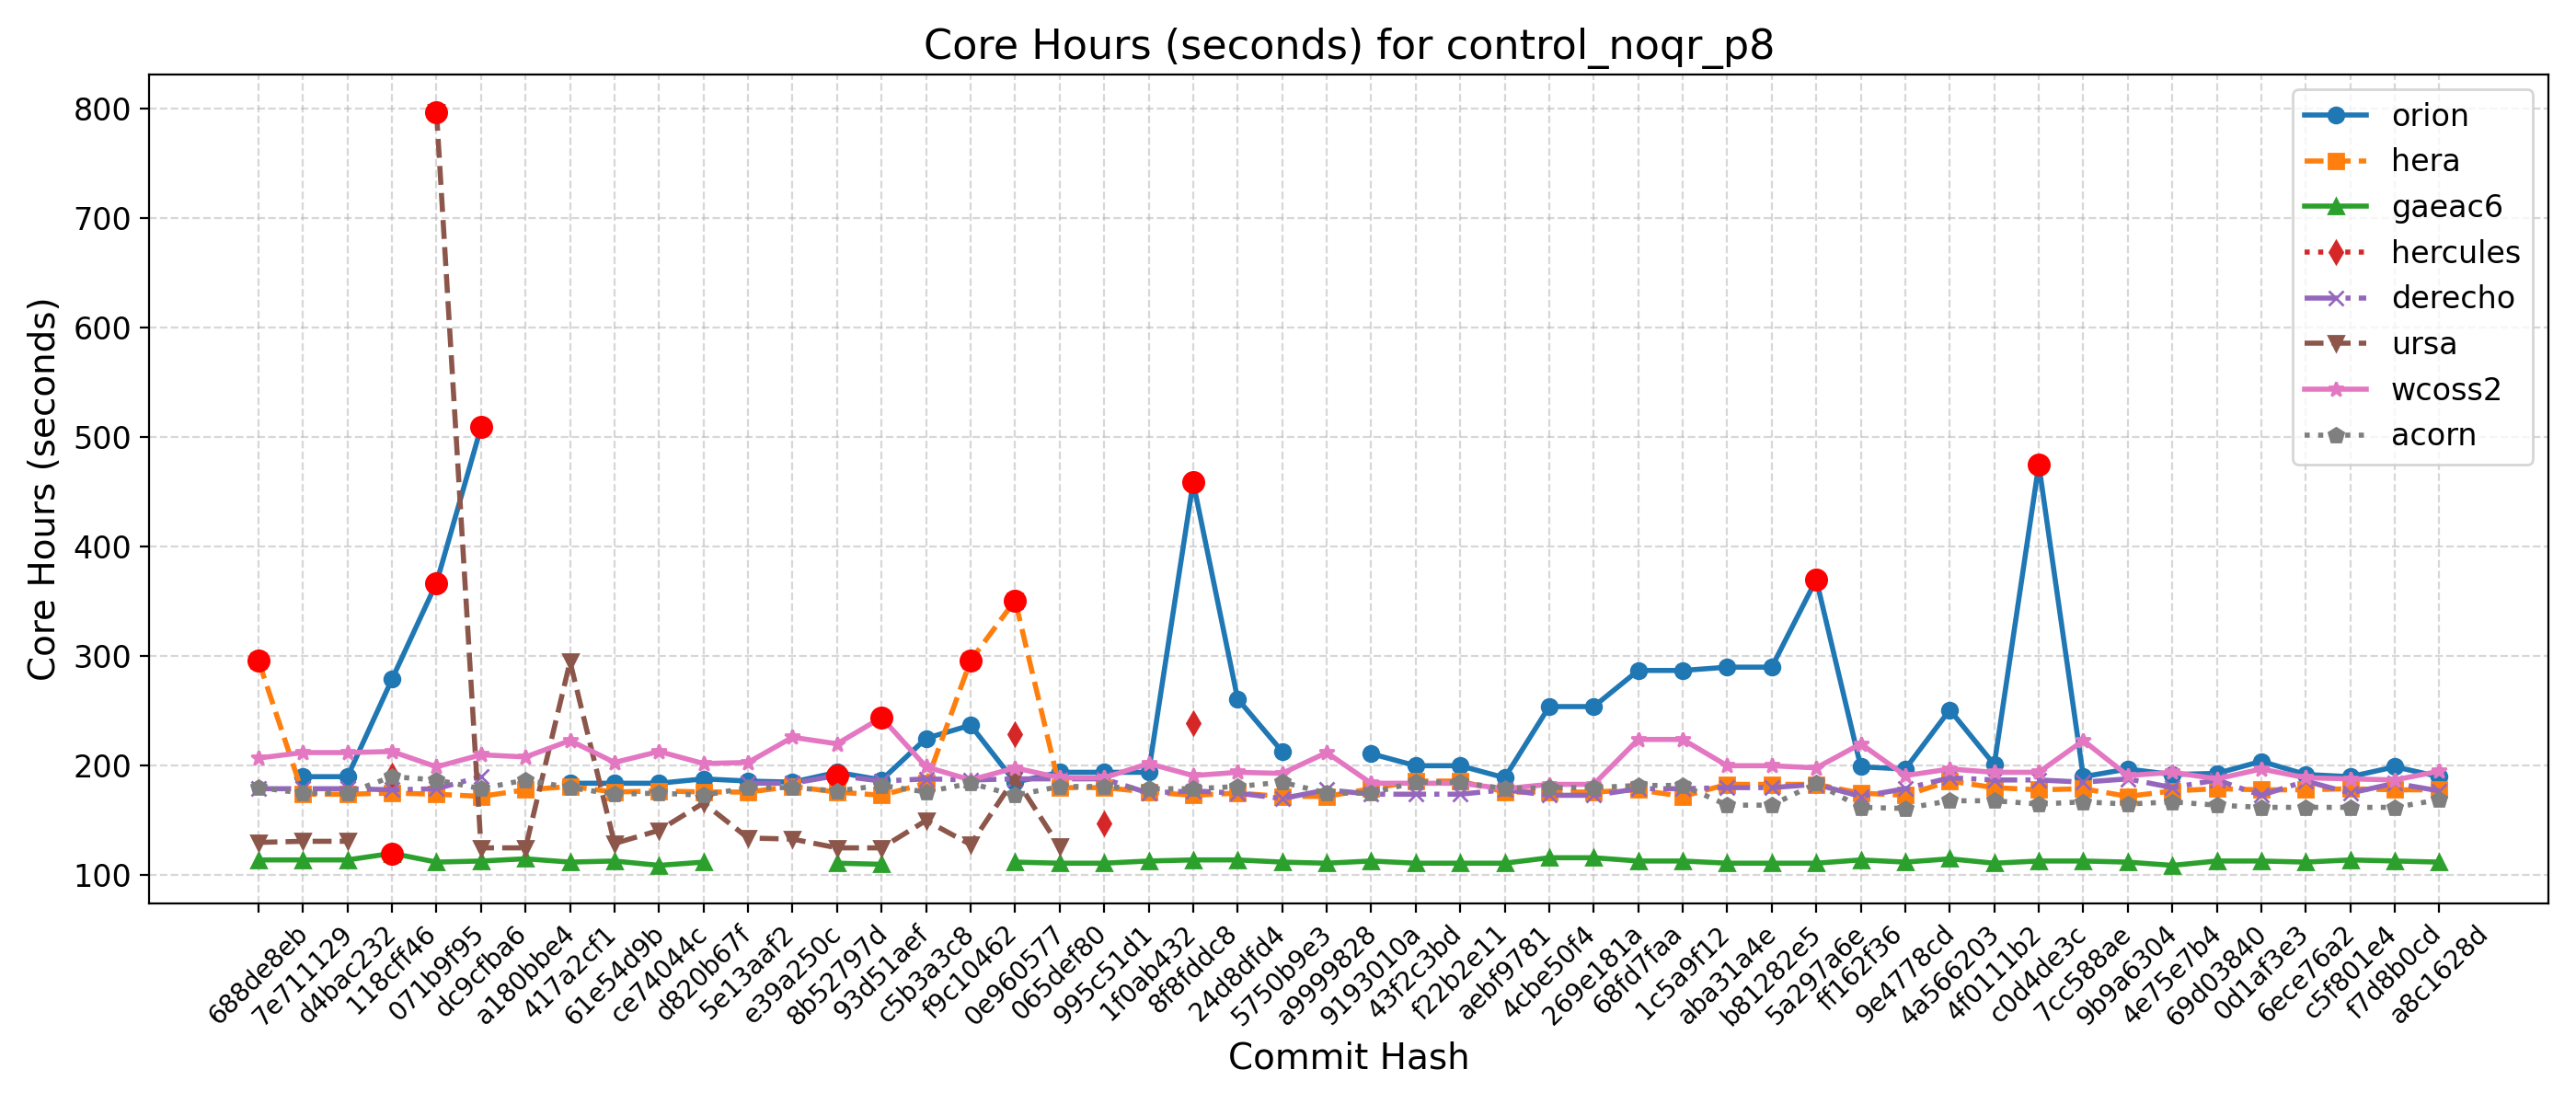 Core Hours (seconds) for control_noqr_p8
Core Hours (seconds)
800
700
600
500
400
300
200
100
orion
hera
gaeac6
hercules
derecho
ursa
wcoss2
acorn
688de8eb
7e711129
d4bac232
118cff46
071b9f95
dc9cfba6
a180bbe4
417a2cf1
61e54d9b
ce74044c
d820b67f
5e13aaf2
e39a250c
8b52797d
93d51aef
c5b3a3c8
f9c10462
0e960577
065def80
995c51d1
1f0ab432
8f8fddc8
24d8dfd4
5750b9e3
a9999828
9193010a
43f2c3bd
f22b2e11
aebf9781
4cbe50f4
269e181a
68fd7faa
1c5a9f12
aba31a4e
b81282e5
5a297a6e
ff162f36
9e4778cd
4a566203
4f0111b2
c0d4de3c
7cc588ae
9b9a6304
4e75e7b4
69d03840
0d1af3e3
6ece76a2
c5f801e4
f7d8b0cd
a8c1628d
Commit Hash